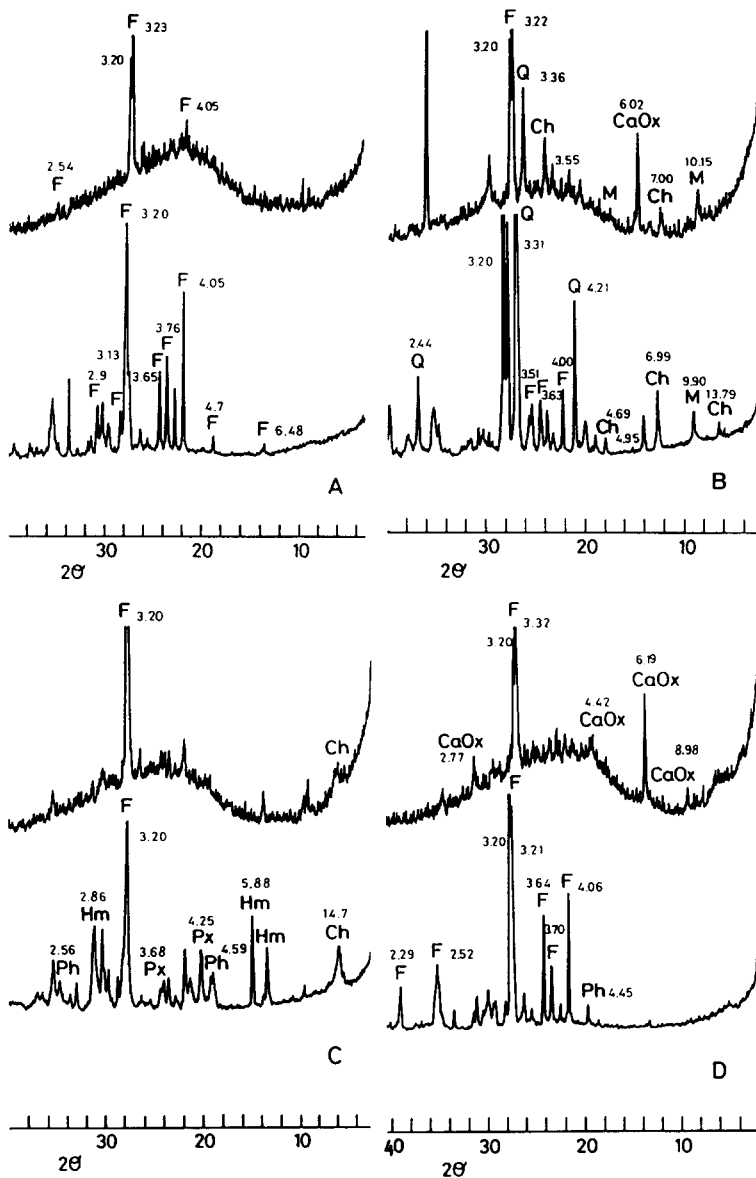 F 3.23
3.20
F 4.05
2.54
F
F 3.20
F 4.05
3.76
F
3.13
2.9
F
F
3.65
F
4.7
F
F 6.48
A
30 20 10
2θ
F 3.22
3.20
Q 3.36
Ch
3.55
M
6.02
CaOx
7.00
Ch
10.15
M
Q 3.31
3.20
Q 4.21
2.44
Q
3.51
F
F
3.63
4.00
F
4.69
Ch
4.95
6.99
Ch
9.90
M
13.79
Ch
B
30 20 10
2θ
F 3.20
Ch
F 3.20
2.86
Hm
2.56
Ph
3.68
Px
4.25
Px
4.59
Ph
5.88
Hm
Hm
14.7
Ch
C
30 20 10
2θ
F 3.32
3.20
CaOx
2.77
4.42
CaOx
6.19
CaOx
8.98
CaOx
F
3.20 3.21
3.64
F
F 4.06
3.70
F
2.29
F
2.52
F
Ph 4.45
D
40 30 20 10
2θ